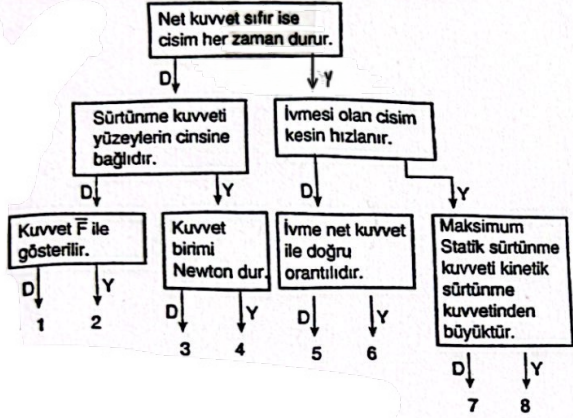 Net kuvvet sıfır ise
cisim her zaman durur.
D
Y
Sürtünme kuvveti
yüzeylerin cinsine
bağlıdır.
İvmesi olan cisim
kesin hızlanır.
D
Y
D
Y
Kuvvet F̅ ile
gösterilir.
Kuvvet
birimi
Newton dur.
İvme net kuvvet
ile doğru
orantılıdır.
Maksimum
Statik sürtünme
kuvveti kinetik
sürtünme
kuvvetinden
büyüktür.
D
Y
D
Y
D
Y
D
Y
1
2
3
4
5
6
7
8